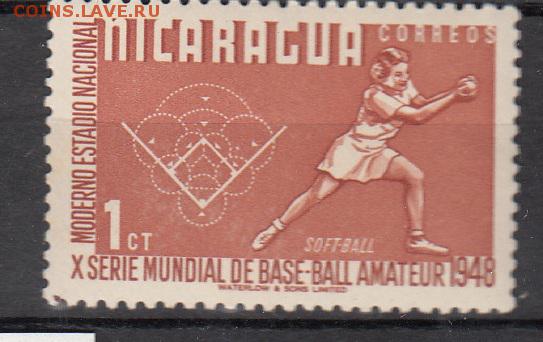 COINS.LAVE.RU
NICARAGUA
CORREOS
MODERNO ESTADIO NACIONAL
1 CT
SOFT-BALL
X SERIE MUNDIAL DE BASE-BALL AMATEUR 1948
WATERLOW & SONS LIMITED